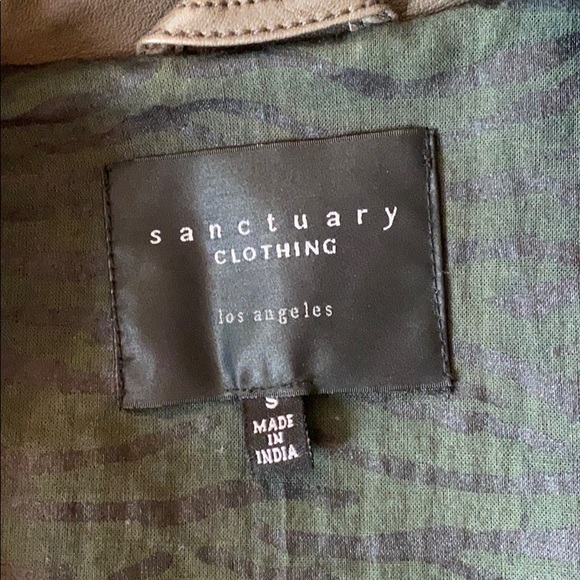 sanctuary
CLOTHING
los angeles
S
MADE
IN
INDIA